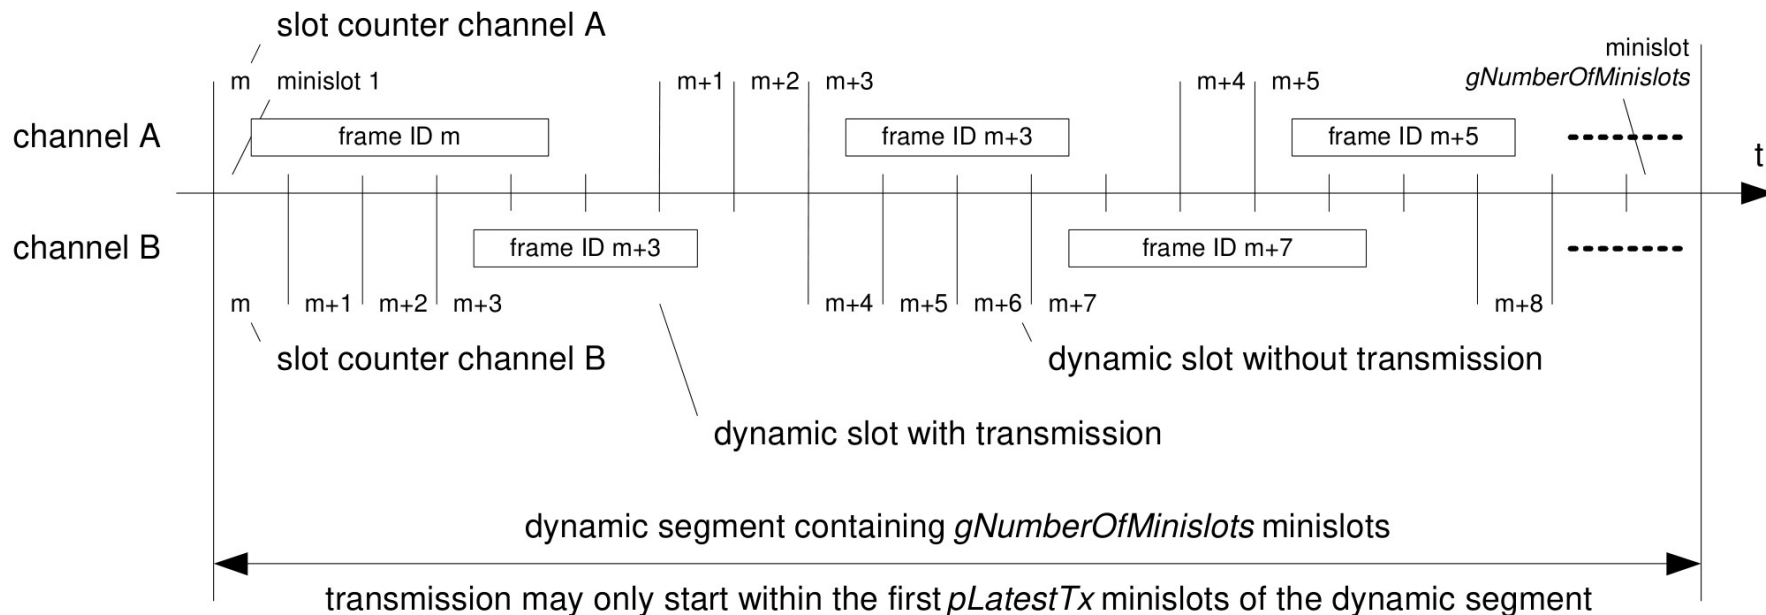 slot counter channel A
m minislot 1 m+1 m+2 m+3 m+4 m+5 minislot
gNumberOfMinislots
channel A frame ID m frame ID m+3 frame ID m+5
t
channel B frame ID m+3 frame ID m+7
m m+1 m+2 m+3 m+4 m+5 m+6 m+7 m+8
slot counter channel B dynamic slot without transmission
dynamic slot with transmission
dynamic segment containing gNumberOfMinislots minislots
transmission may only start within the first pLatestTx minislots of the dynamic segment